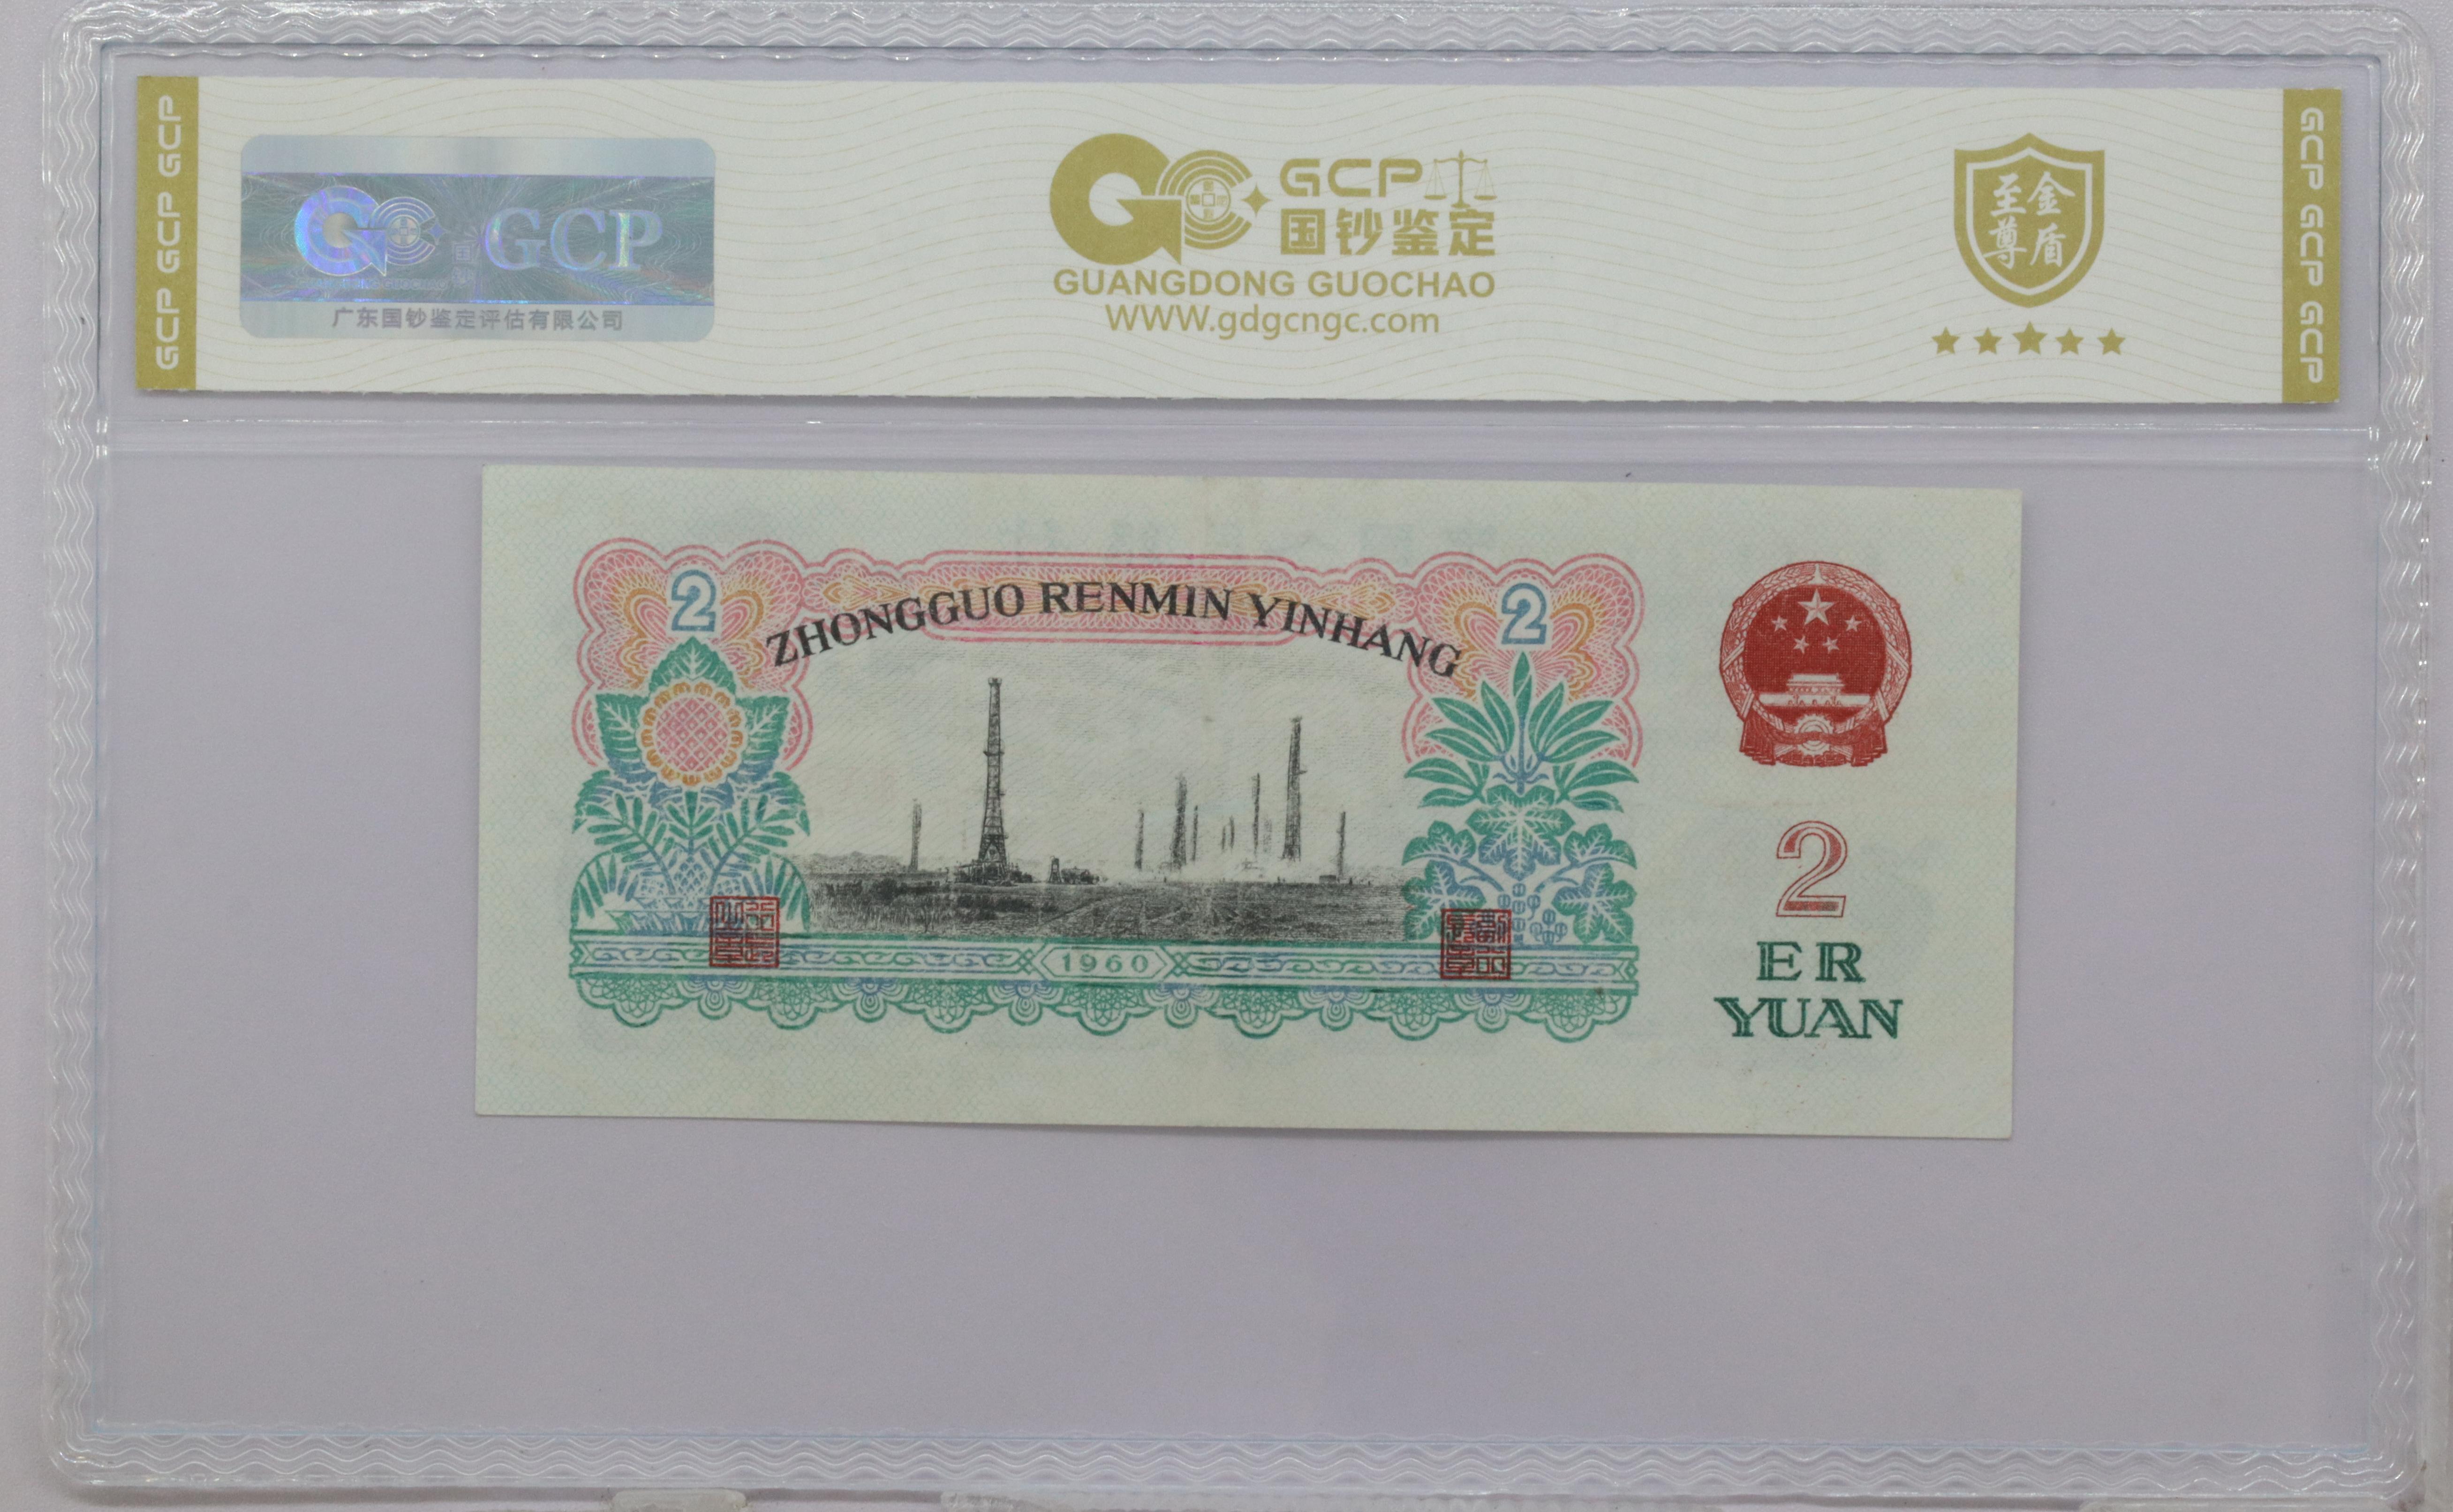 GCP GCP GCP
GCP
GUANGDONG GUOCHAO
广东国钞鉴定评估有限公司
GCP
国钞鉴定
GUANGDONG GUOCHAO
WWW.gdgcngc.com
至尊金盾
GCP GCP GCP
ZHONGGUO RENMIN YINHANG
2
2
1960
2
ER
YUAN